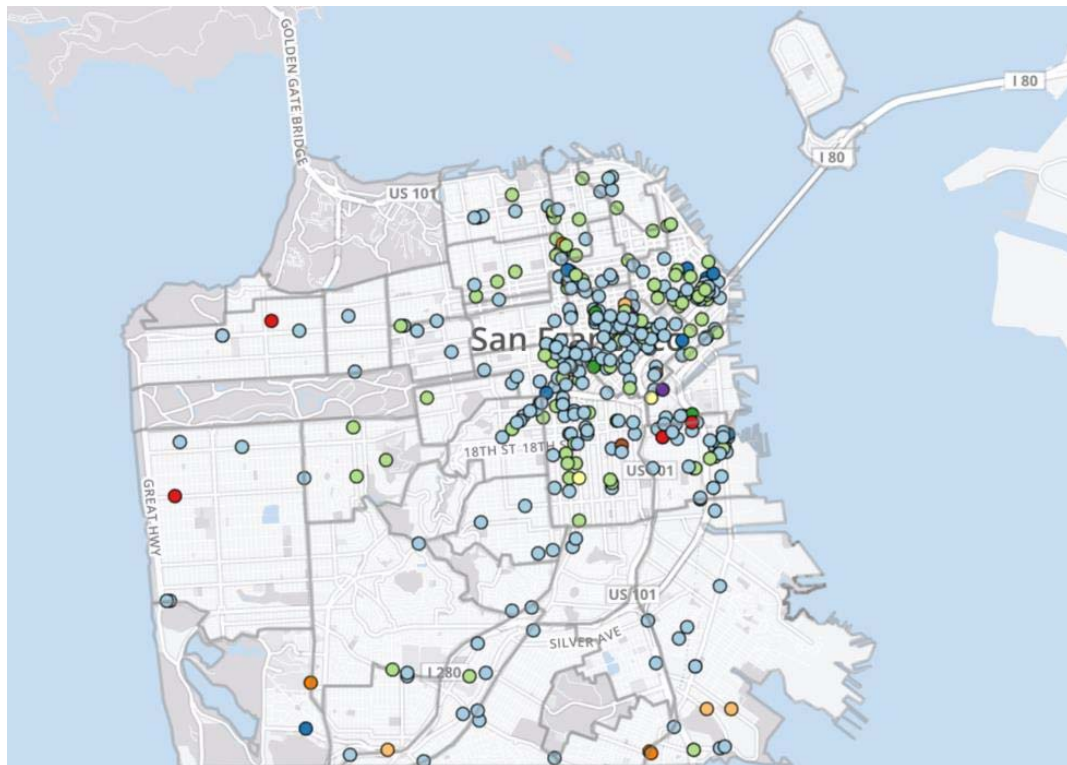 GOLDEN GATE BRIDGE
I 80
I 80
US 101
San
18TH ST 18TH S
US 101
GREAT HWY
US 101
SILVER AVE
I 280